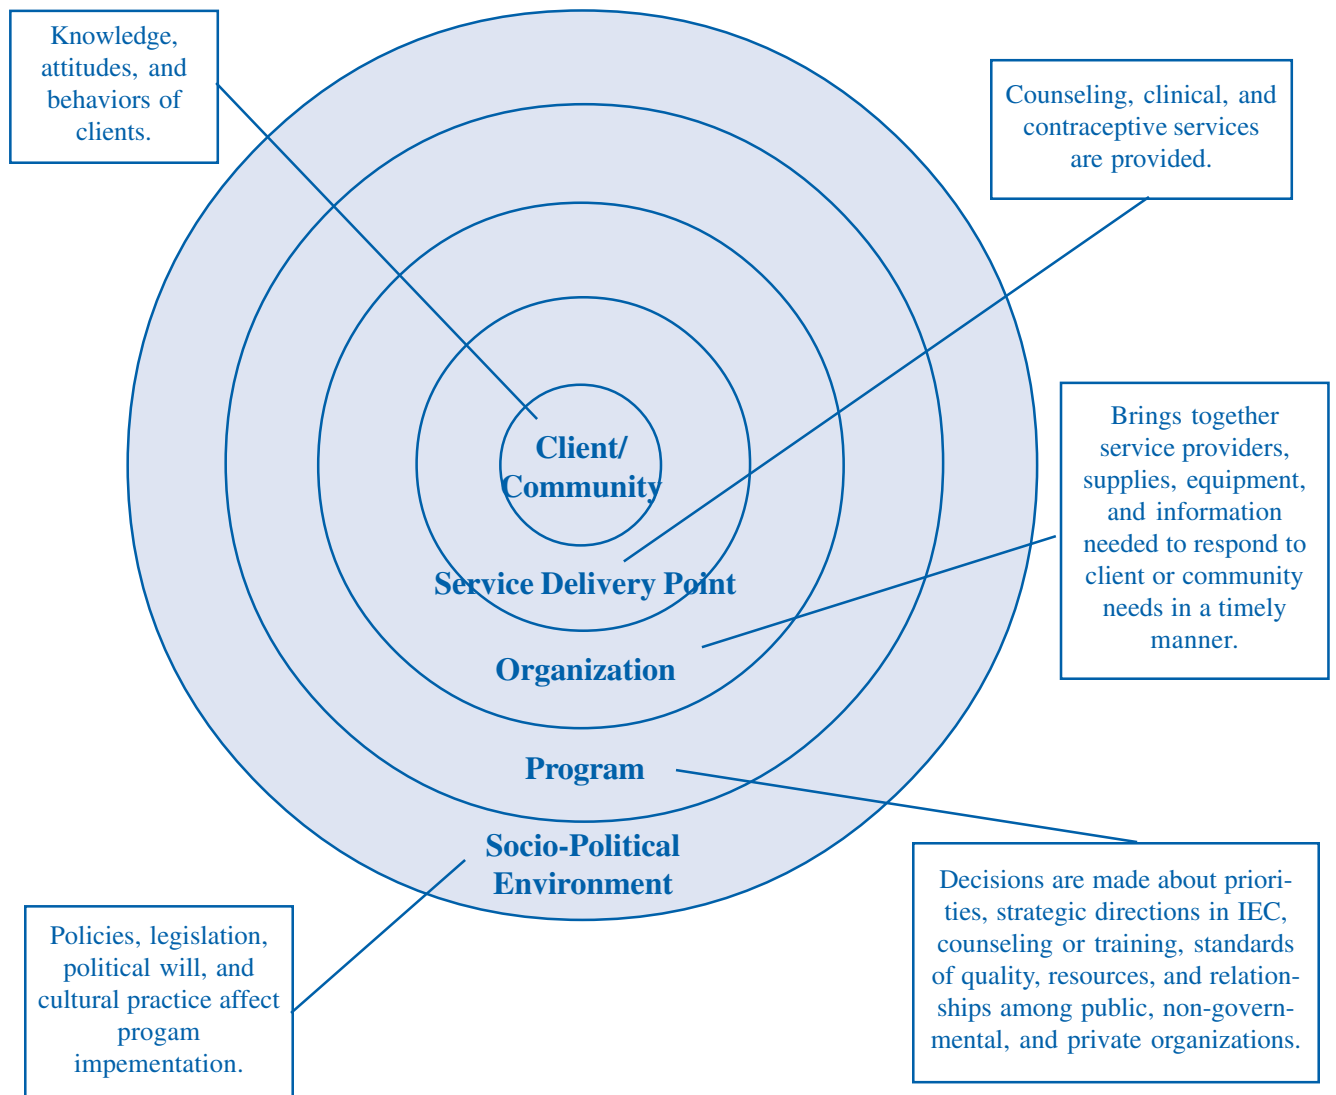 Knowledge,
attitudes, and
behaviors of
clients.
Counseling, clinical, and
contraceptive services
are provided.
Client/
Community
Brings together
service providers,
supplies, equipment,
and information
needed to respond to
client or community
needs in a timely
manner.
Service Delivery Point
Organization
Program
Socio-Political
Environment
Decisions are made about priori-
ties, strategic directions in IEC,
counseling or training, standards
of quality, resources, and relation-
ships among public, non-govern-
mental, and private organizations.
Policies, legislation,
political will, and
cultural practice affect
progam
impementation.